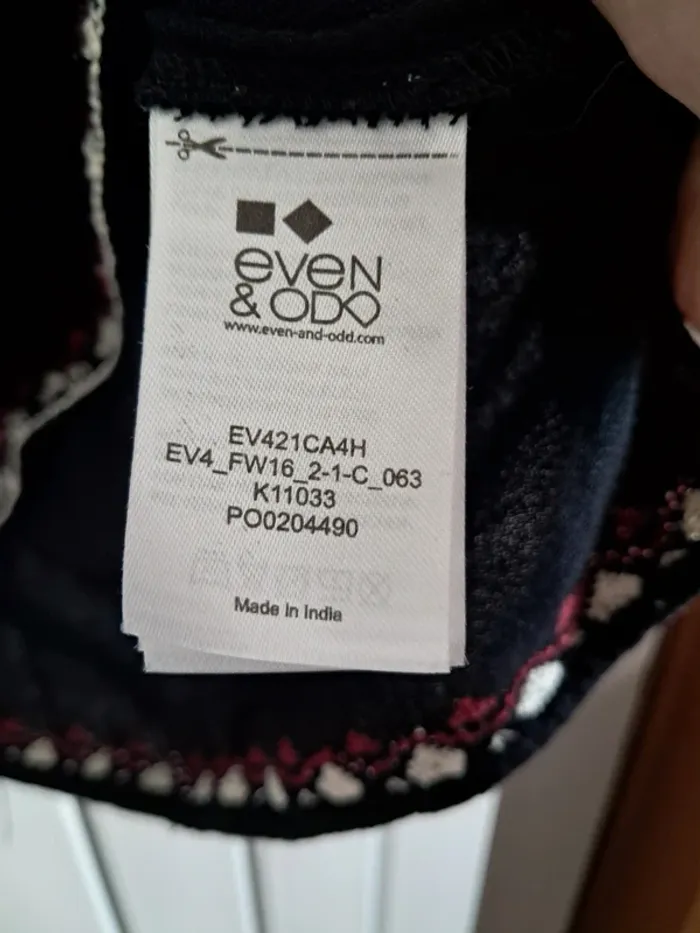 even
& ODD
www.even-and-odd.com
EV421CA4H
EV4_FW16_2-1-C_063
K11033
PO0204490
Made in India